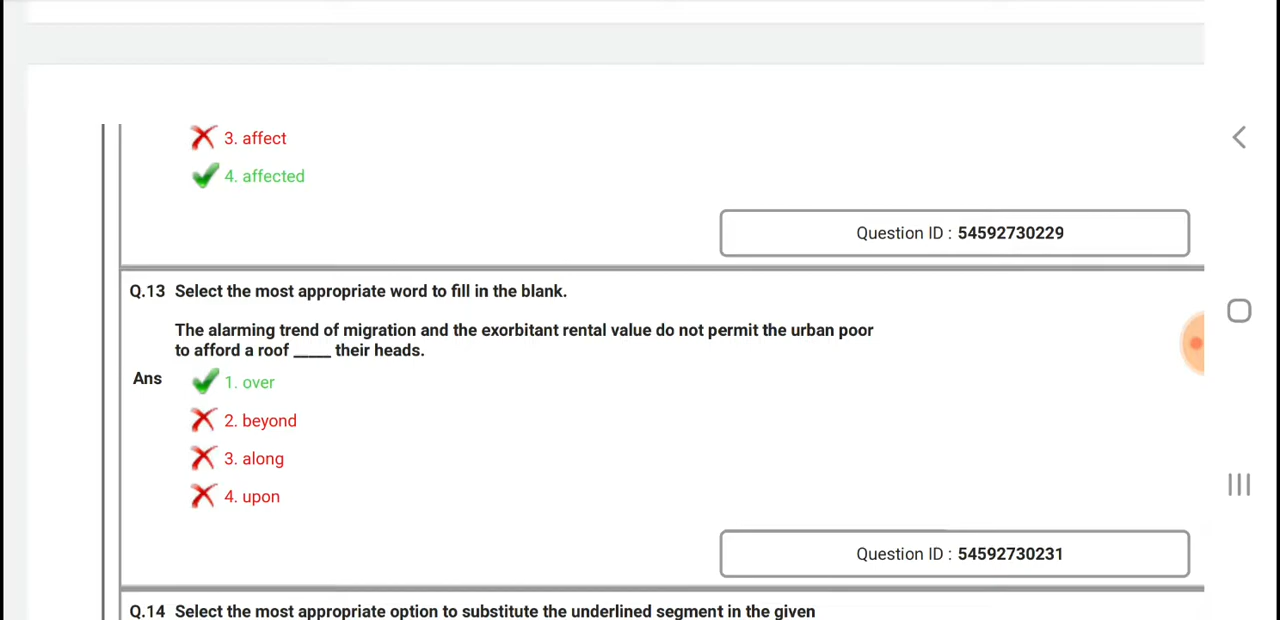 3. affect
4. affected
Question ID : 54592730229
Q.13 Select the most appropriate word to fill in the blank.
The alarming trend of migration and the exorbitant rental value do not permit the urban poor
to afford a roof _____ their heads.
Ans
1. over
2. beyond
3. along
4. upon
Question ID : 54592730231
Q.14 Select the most appropriate option to substitute the underlined segment in the given